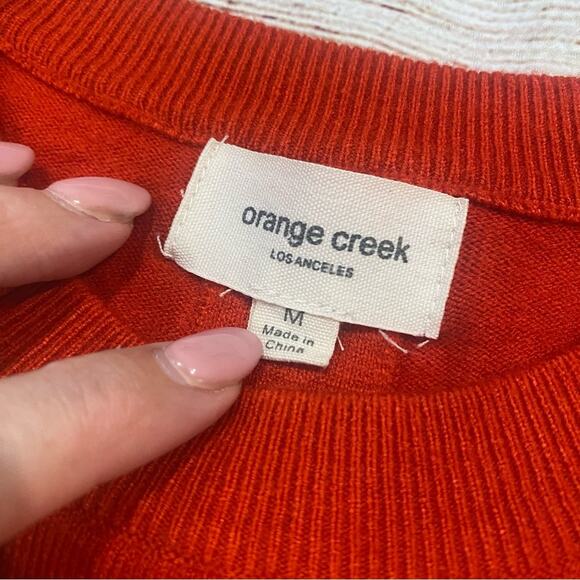 orange creek
LOS ANGELES
M
Made in
China